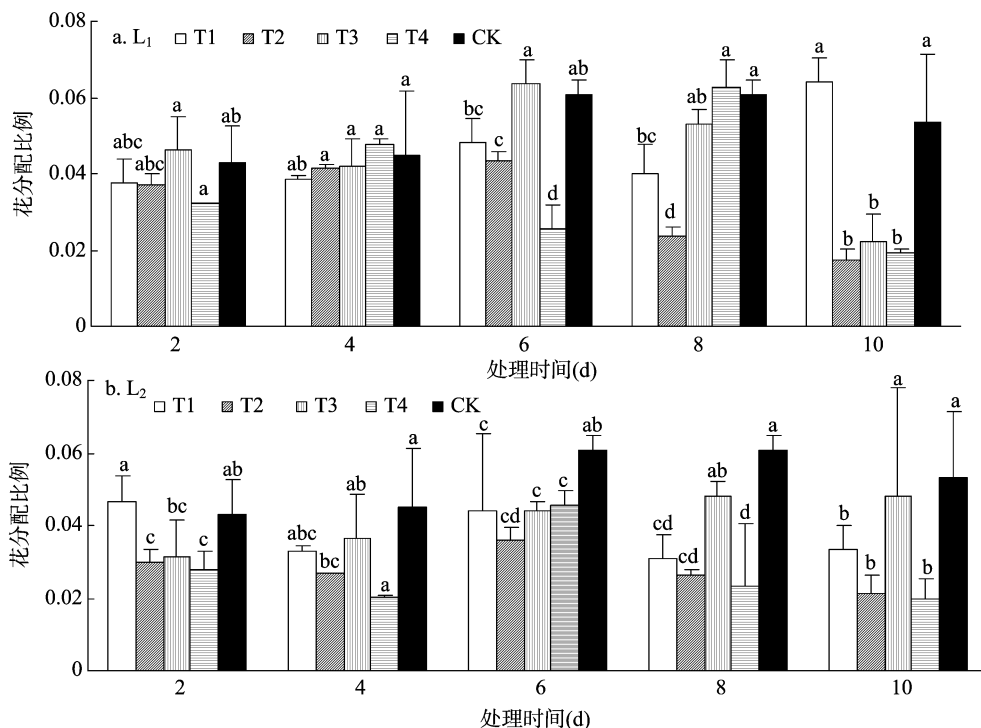 0.08
a. L₁
T1 T2 T3 T4 CK
0.06
0.04
0.02
0
花分配比例
abc abc a a ab
ab a a a a
bc c a d ab
bc d ab a a
a b b b a
2 4 6 8 10
处理时间(d)
0.08
b. L₂
T1 T2 T3 T4 CK
0.06
0.04
0.02
0
花分配比例
a c bc c ab
abc bc ab a a
c cd c c ab
cd cd ab d a
b b a b a
2 4 6 8 10
处理时间(d)